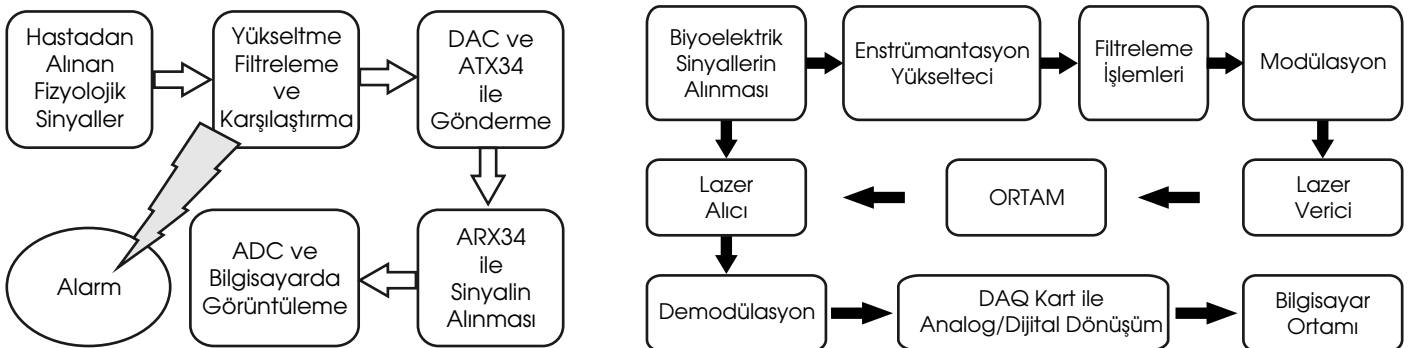 Hastadan
Alınan
Fizyolojik
Sinyaller
Yükseltme
Filtreleme
ve
Karşılaştırma
DAC ve
ATX34
ile
Gönderme
ARX34
ile
Sinyalin
Alınması
ADC ve
Bilgisayarda
Görüntüleme
Alarm
Biyoelektrik
Sinyallerin
Alınması
Enstrümantasyon
Yükselteci
Filtreleme
İşlemleri
Modülasyon
Lazer
Verici
ORTAM
Lazer
Alıcı
Demodülasyon
DAQ Kart ile
Analog/Dijital Dönüşüm
Bilgisayar
Ortamı